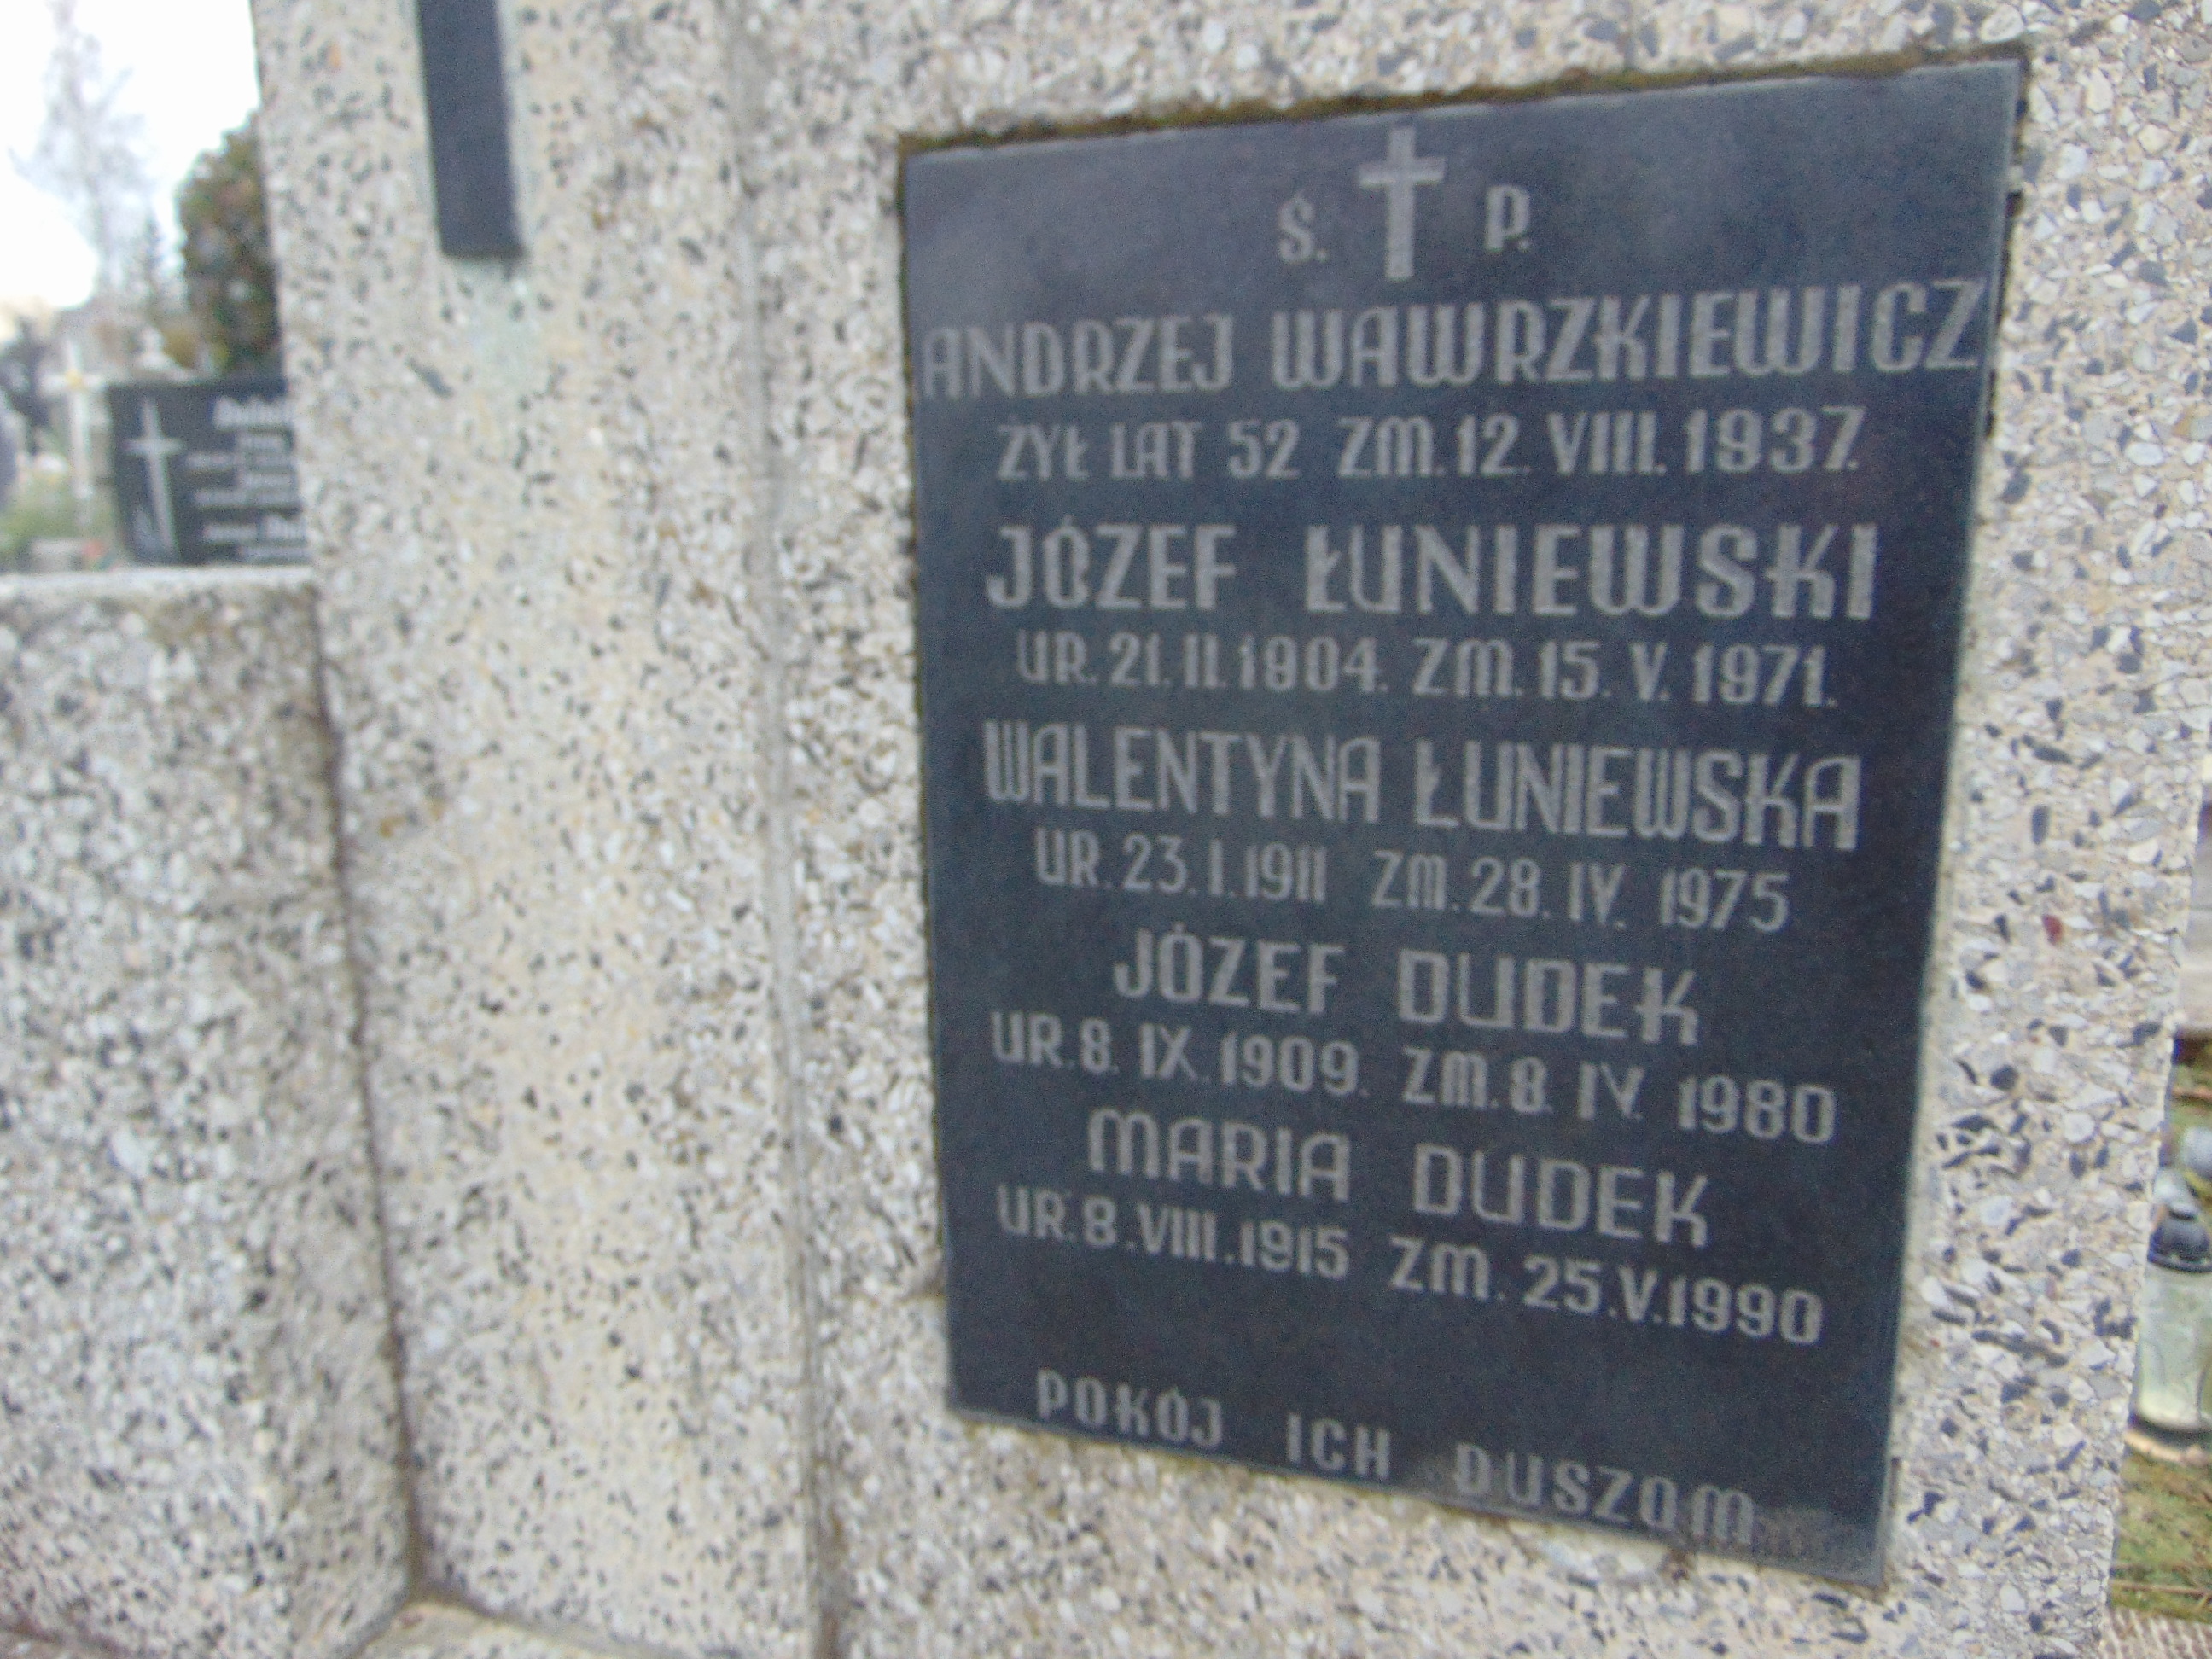 Ś. P.
ANDRZEJ WAWRZKIEWICZ
ŻYŁ LAT 52 ZM. 12. VIII. 1937.
JÓZEF ŁUNIEWSKI
UR. 21. II. 1904. ZM. 15. V. 1971.
WALENTYNA ŁUNIEWSKA
UR. 23. I. 1911 ZM. 28. IV. 1975
JÓZEF DUDEK
UR. 8. IX. 1909. ZM. 8. IV. 1980
MARIA DUDEK
UR. 8. VIII. 1915 ZM. 25. V. 1990
POKÓJ ICH DUSZOM